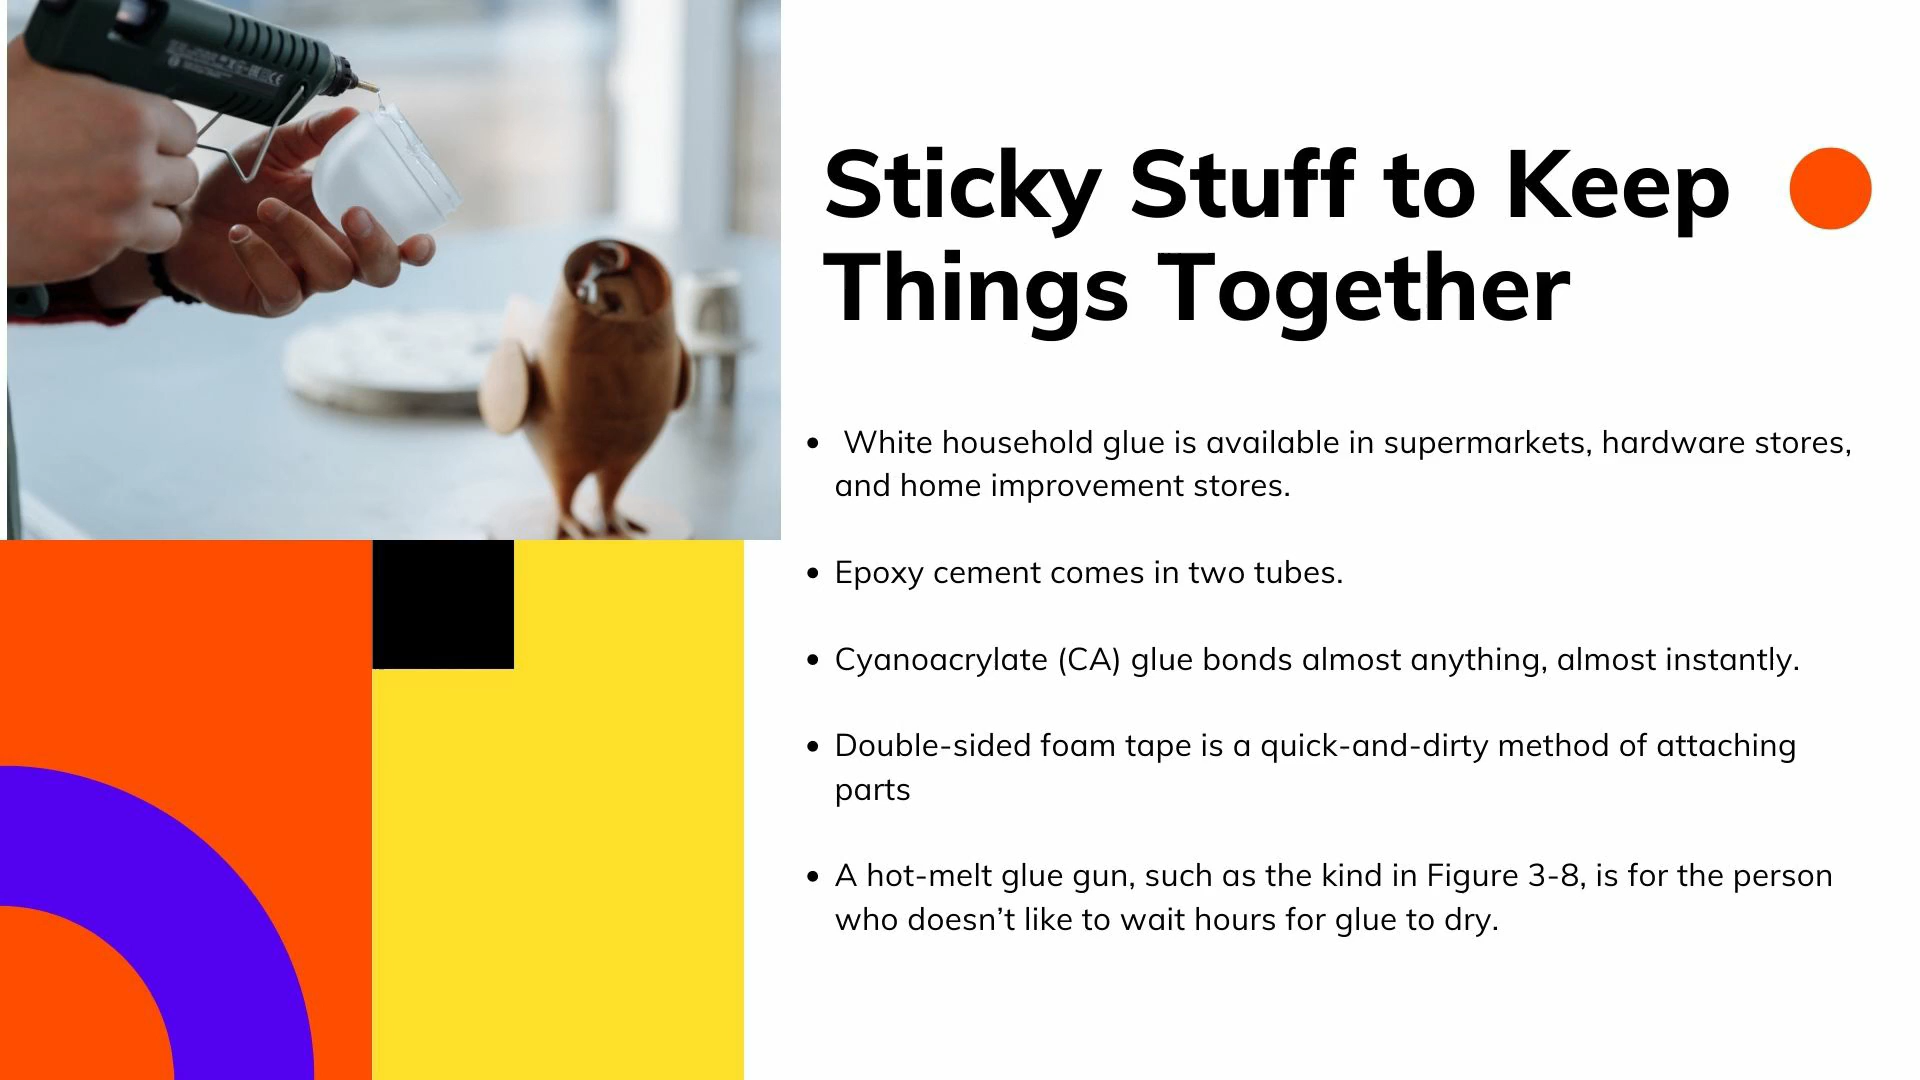 Sticky Stuff to Keep
Things Together
• White household glue is available in supermarkets, hardware stores,
and home improvement stores.
• Epoxy cement comes in two tubes.
• Cyanoacrylate (CA) glue bonds almost anything, almost instantly.
• Double-sided foam tape is a quick-and-dirty method of attaching
parts
• A hot-melt glue gun, such as the kind in Figure 3-8, is for the person
who doesn’t like to wait hours for glue to dry.